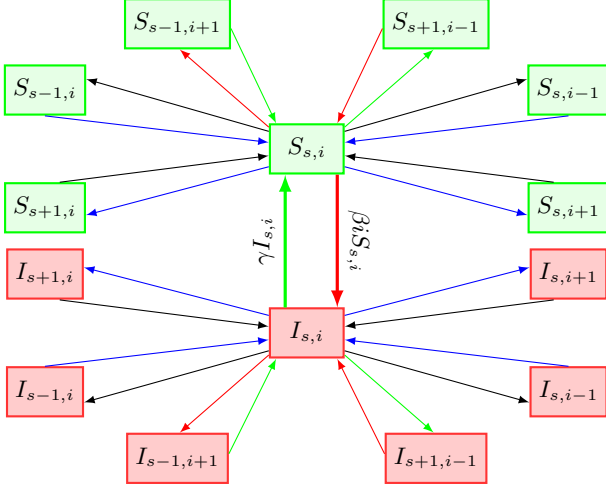 S_{s−1,i+1}
S_{s+1,i−1}
S_{s−1,i}
S_{s,i−1}
S_{s,i}
S_{s+1,i}
S_{s,i+1}
γI_{s,i}
βiS_{s,i}
I_{s+1,i}
I_{s,i+1}
I_{s,i}
I_{s−1,i}
I_{s,i−1}
I_{s−1,i+1}
I_{s+1,i−1}